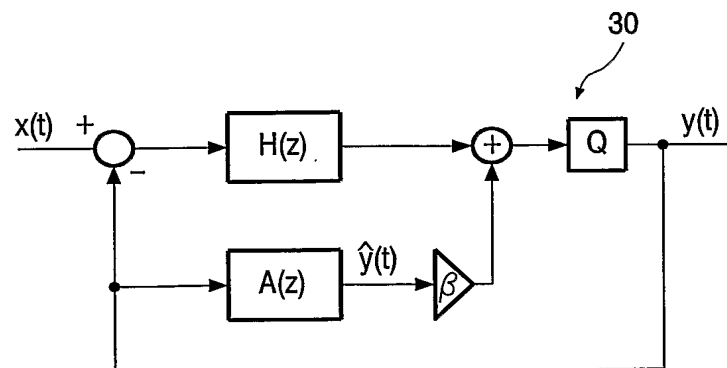 30
x(t) + H(z) + Q y(t)
−
A(z) ŷ(t) β